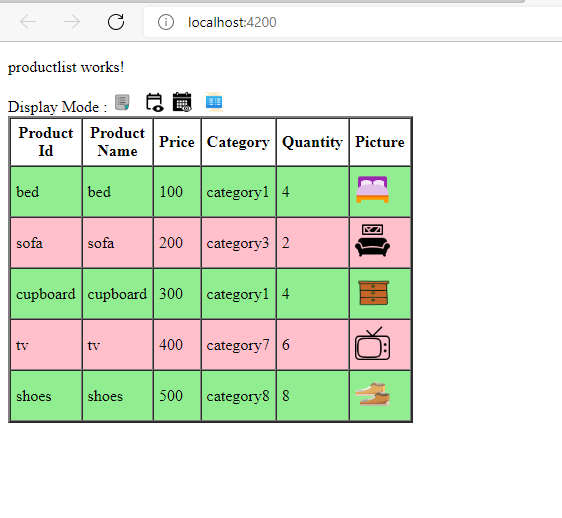 localhost:4200
productlist works!
Display Mode :
Product Id Product Name Price Category Quantity Picture
bed bed 100 category1 4
sofa sofa 200 category3 2
cupboard cupboard 300 category1 4
tv tv 400 category7 6
shoes shoes 500 category8 8